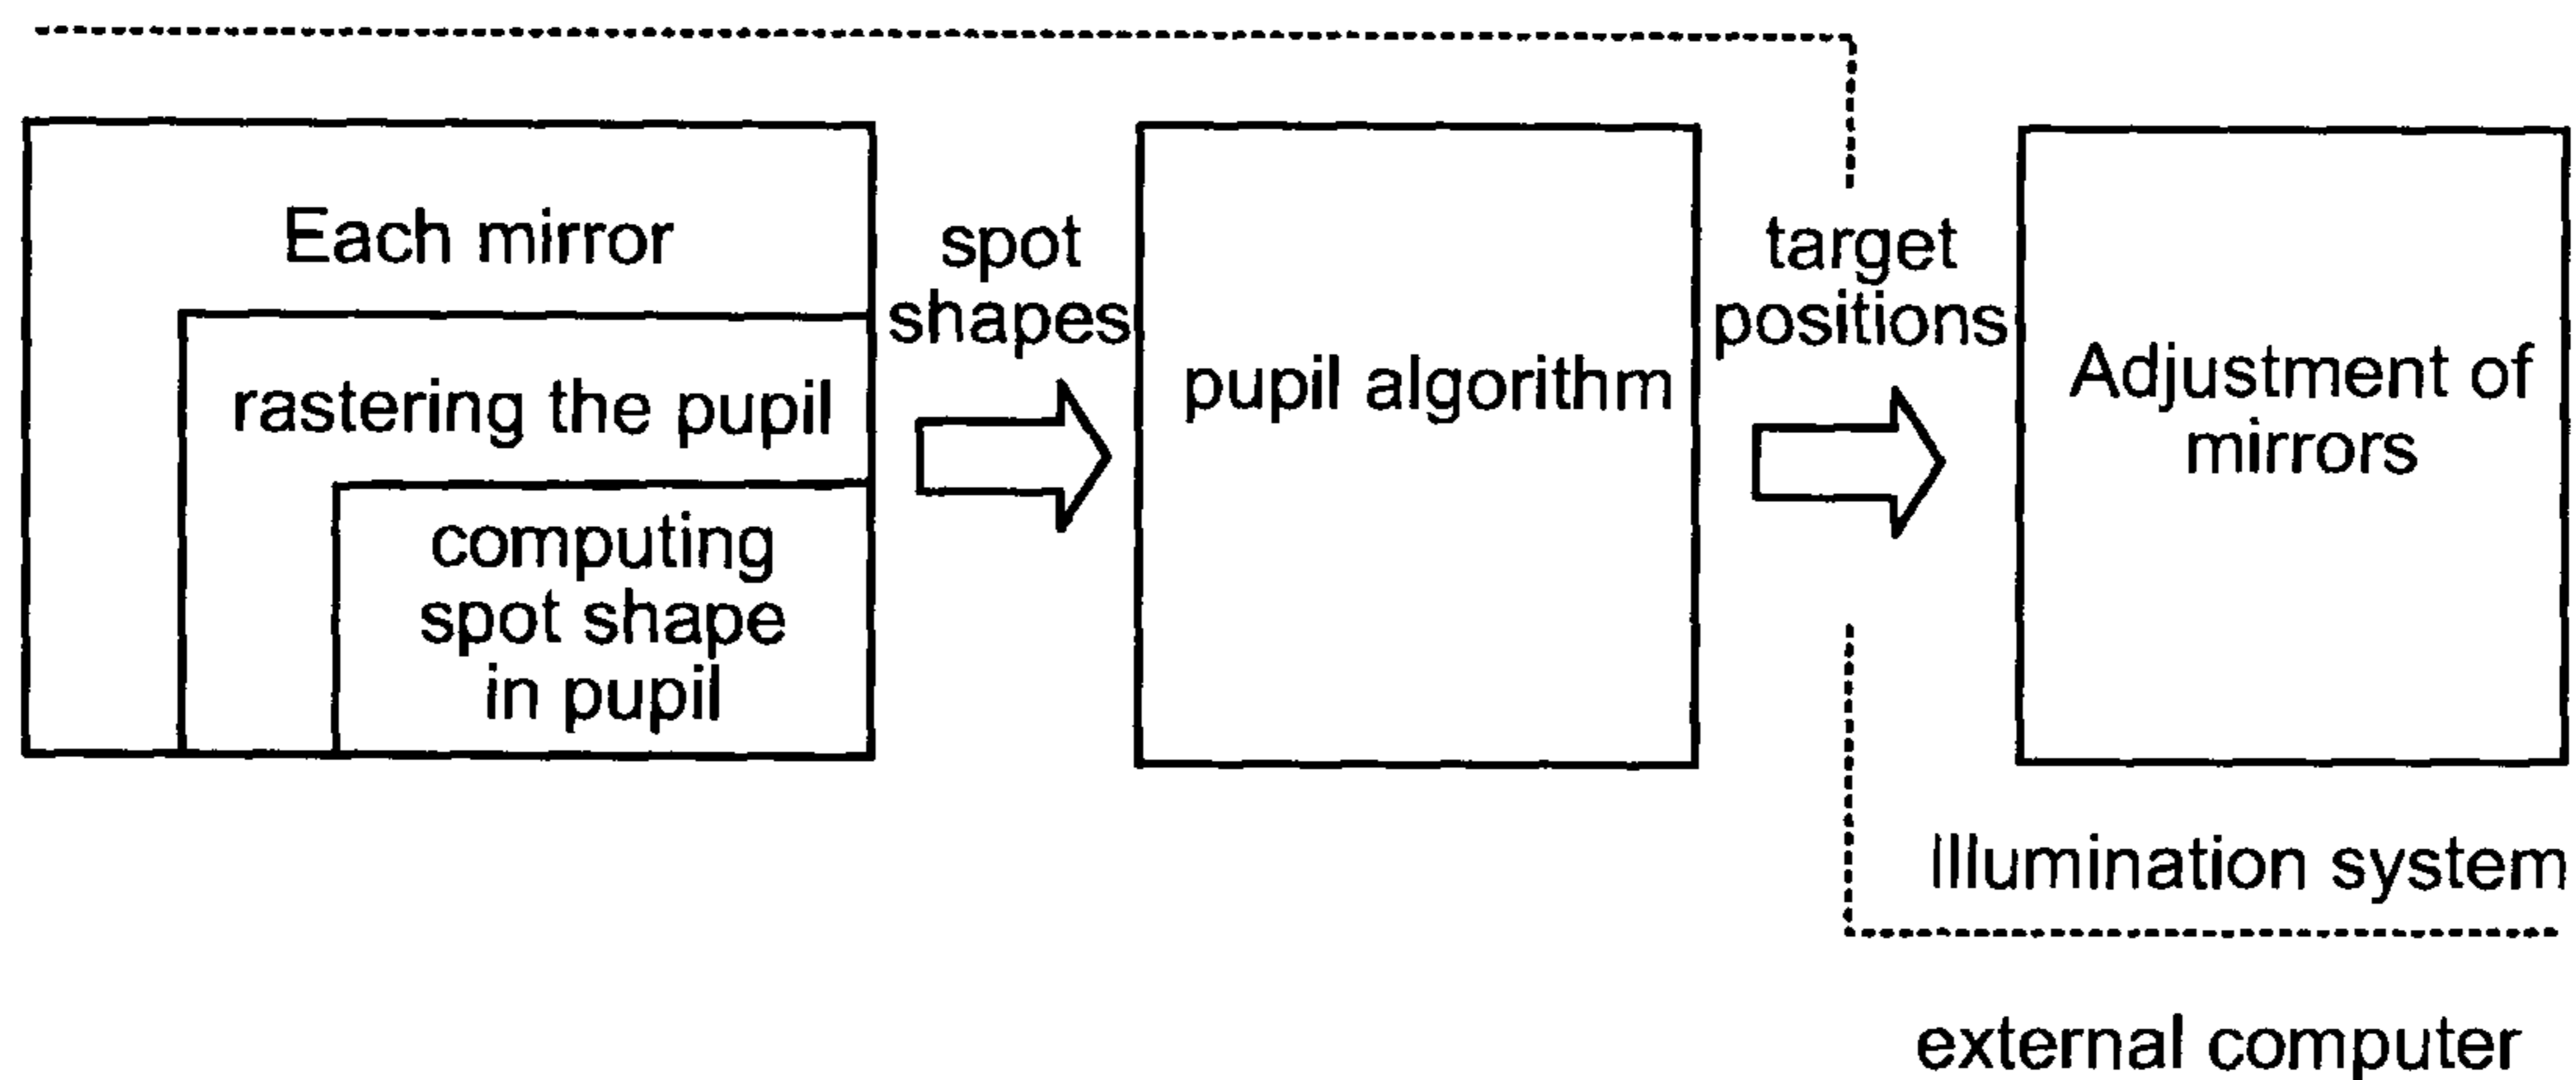 Each mirror
rastering the pupil
computing
spot shape
in pupil
spot
shapes
pupil algorithm
target
positions
Adjustment of
mirrors
Illumination system
external computer